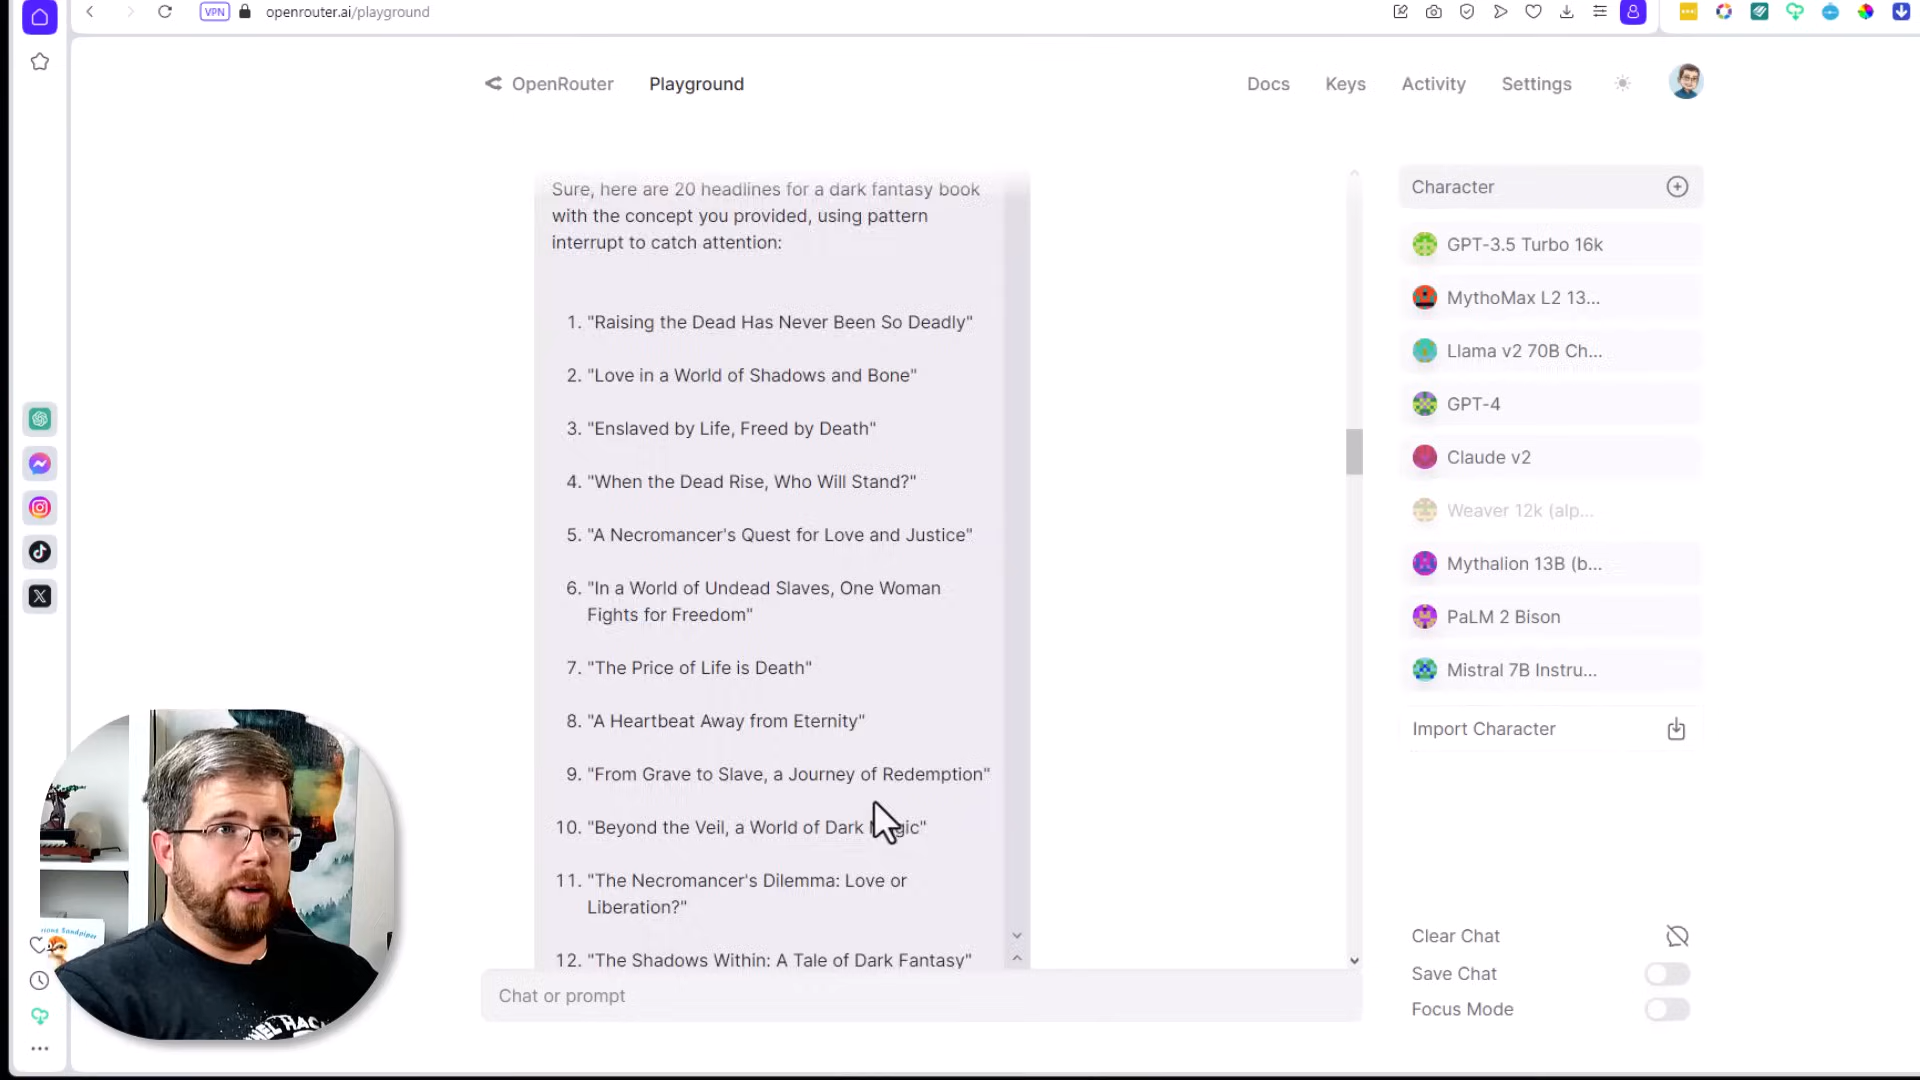 VPN openrouter.ai/playground
OpenRouter Playground Docs Keys Activity Settings
Sure, here are 20 headlines for a dark fantasy book
with the concept you provided, using pattern
interrupt to catch attention:
1. "Raising the Dead Has Never Been So Deadly"
2. "Love in a World of Shadows and Bone"
3. "Enslaved by Life, Freed by Death"
4. "When the Dead Rise, Who Will Stand?"
5. "A Necromancer's Quest for Love and Justice"
6. "In a World of Undead Slaves, One Woman
Fights for Freedom"
7. "The Price of Life is Death"
8. "A Heartbeat Away from Eternity"
9. "From Grave to Slave, a Journey of Redemption"
10. "Beyond the Veil, a World of Dark
11. "The Necromancer's Dilemma: Love or
Liberation?"
12. "The Shadows Within: A Tale of Dark Fantasy"
Chat or prompt
Character
GPT-3.5 Turbo 16k
MythoMax L2 13...
Llama v2 70B Ch...
GPT-4
Claude v2
Weaver 12k (alp...
Mythalion 13B (b...
PaLM 2 Bison
Mistral 7B Instru...
Import Character
Clear Chat
Save Chat
Focus Mode
Sandpiper